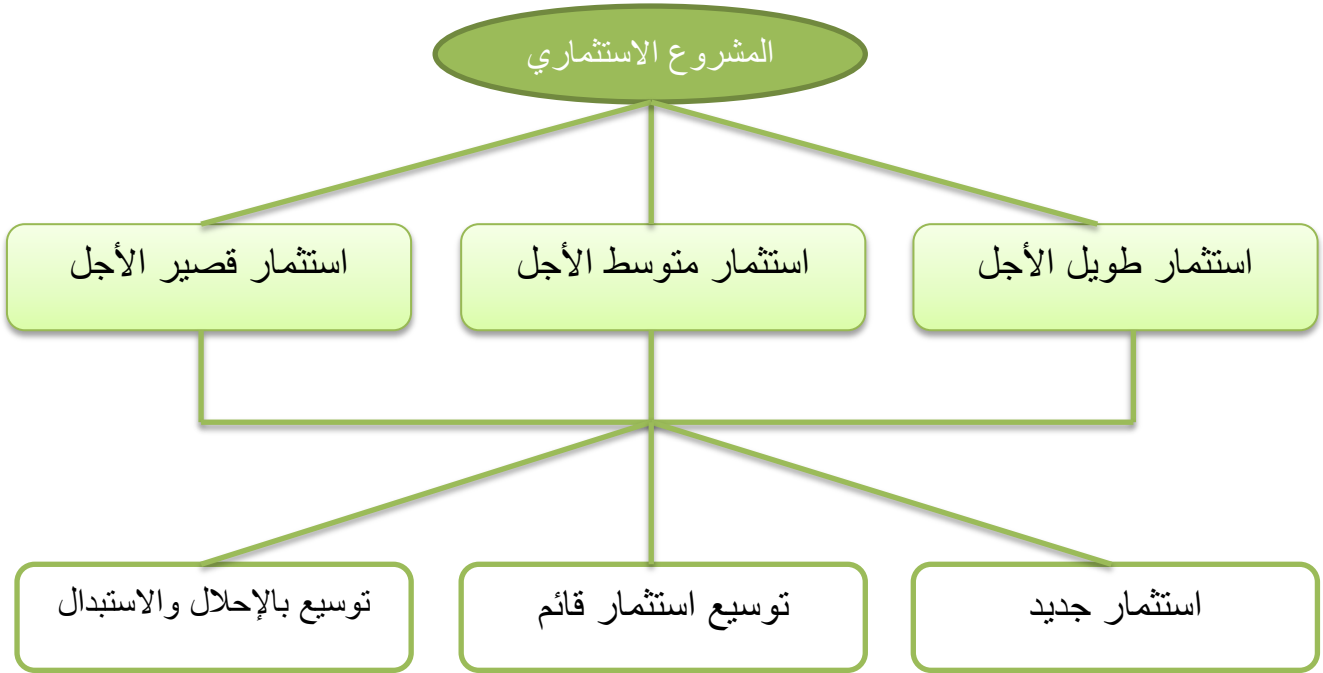 المشروع الاستثماري
استثمار طويل الأجل
استثمار متوسط الأجل
استثمار قصير الأجل
استثمار جديد
توسيع استثمار قائم
توسيع بالإحلال والاستبدال